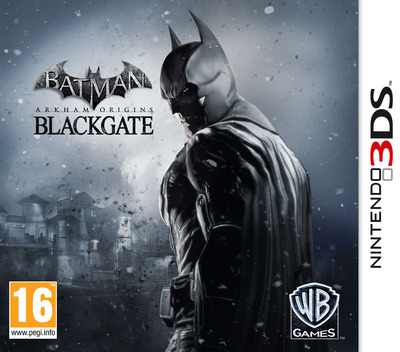 BATMAN
ARKHAM ORIGINS
BLACKGATE
NINTENDO 3DS
16
www.pegi.info
WB
GAMES